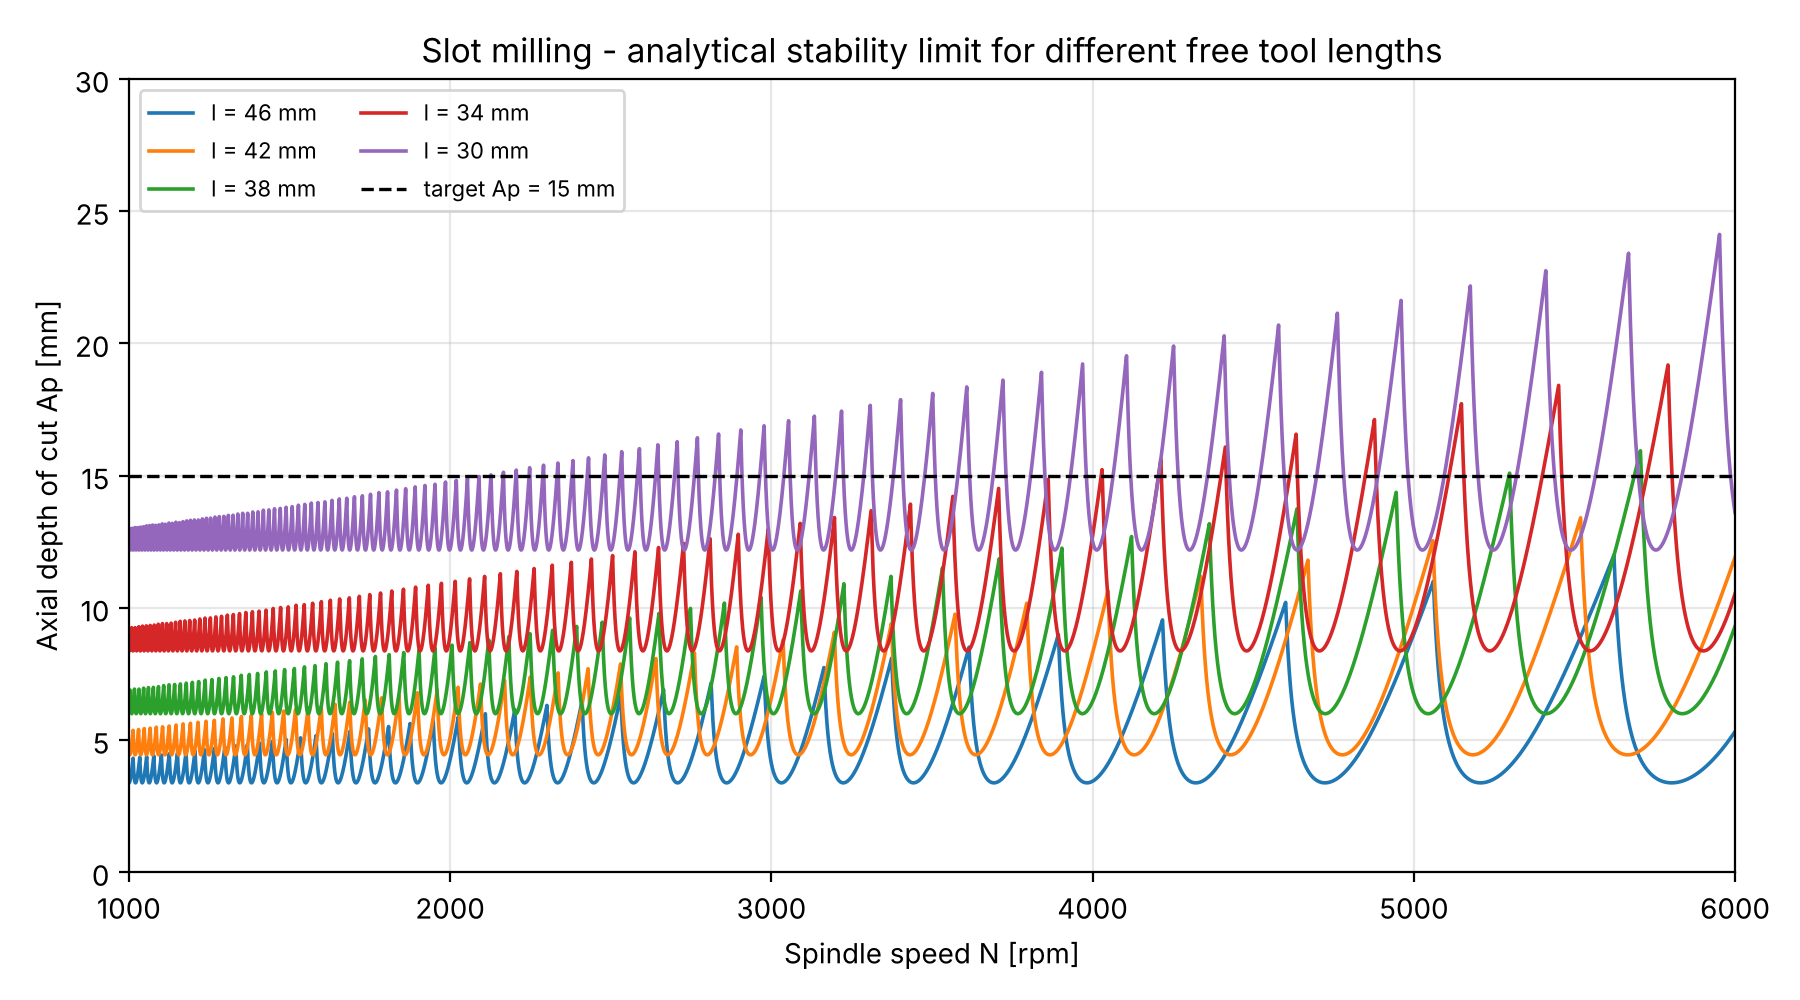 Slot milling - analytical stability limit for different free tool lengths
Axial depth of cut Ap [mm]
30
25
20
15
10
5
0
l = 46 mm
l = 42 mm
l = 38 mm
l = 34 mm
l = 30 mm
target Ap = 15 mm
1000 2000 3000 4000 5000 6000
Spindle speed N [rpm]